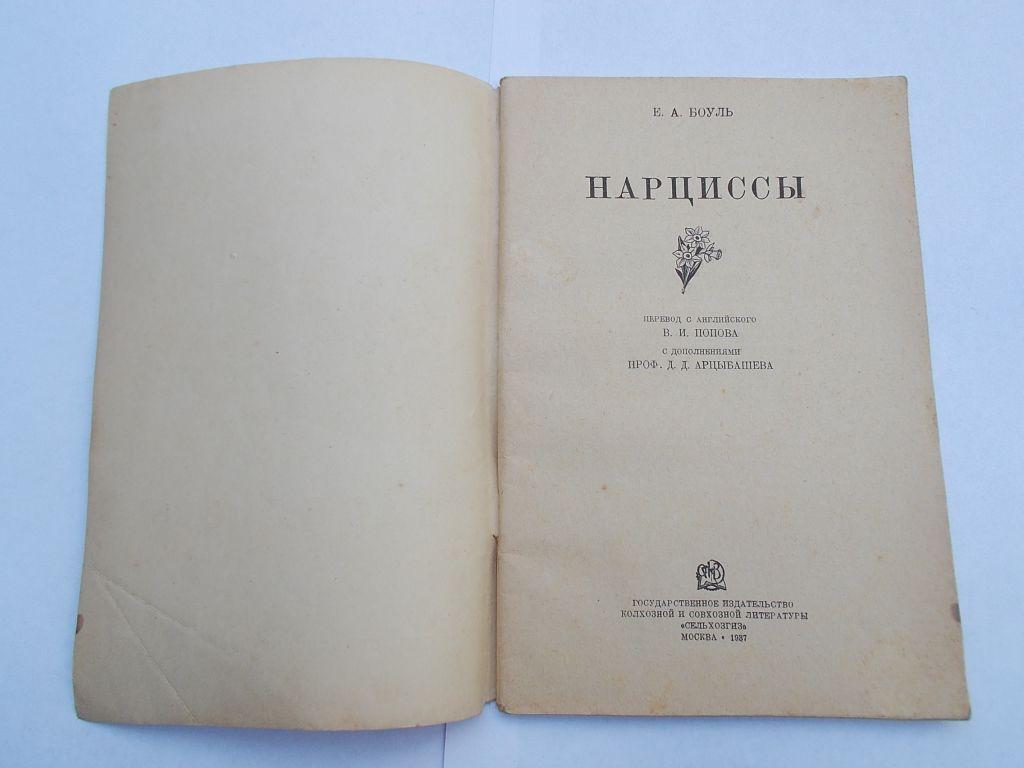 Е. А. БОУЛЬ
НАРЦИССЫ
ПЕРЕВОД С АНГЛИЙСКОГО
В. И. ПОПОВА
С ДОПОЛНЕНИЯМИ
ПРОФ. Д. Д. АРЦЫБАШЕВА
ГОСУДАРСТВЕННОЕ ИЗДАТЕЛЬСТВО
КОЛХОЗНОЙ И СОВХОЗНОЙ ЛИТЕРАТУРЫ
«СЕЛЬХОЗГИЗ»
МОСКВА • 1937